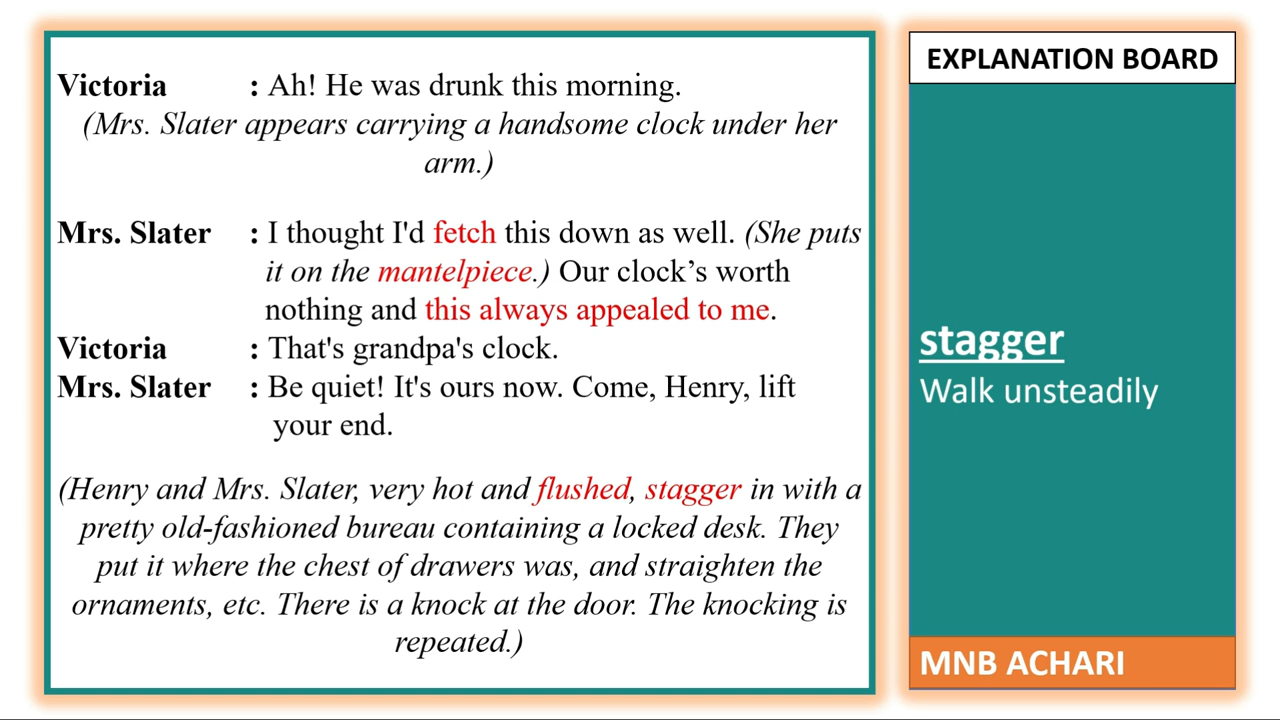 Victoria : Ah! He was drunk this morning.
(Mrs. Slater appears carrying a handsome clock under her
arm.)
Mrs. Slater : I thought I'd fetch this down as well. (She puts
it on the mantelpiece.) Our clock’s worth
nothing and this always appealed to me.
Victoria : That's grandpa's clock.
Mrs. Slater : Be quiet! It's ours now. Come, Henry, lift
your end.
(Henry and Mrs. Slater, very hot and flushed, stagger in with a
pretty old-fashioned bureau containing a locked desk. They
put it where the chest of drawers was, and straighten the
ornaments, etc. There is a knock at the door. The knocking is
repeated.)
EXPLANATION BOARD
stagger
Walk unsteadily
MNB ACHARI